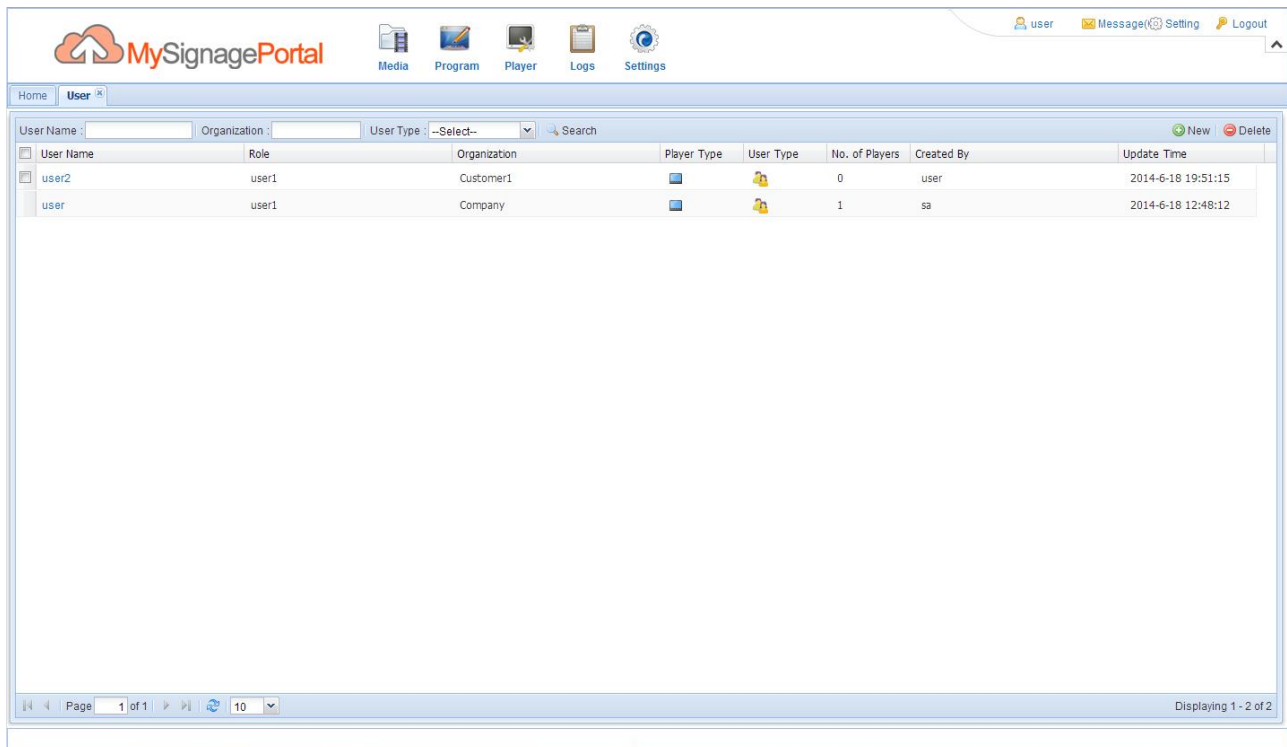 MySignagePortal
Media Program Player Logs Settings
user Message( Setting Logout
Home User
User Name : Organization : User Type : --Select-- Search New Delete
User Name Role Organization Player Type User Type No. of Players Created By Update Time
user2 user1 Customer1 0 user 2014-6-18 19:51:15
user user1 Company 1 sa 2014-6-18 12:48:12
Page 1 of 1 10 Displaying 1 - 2 of 2